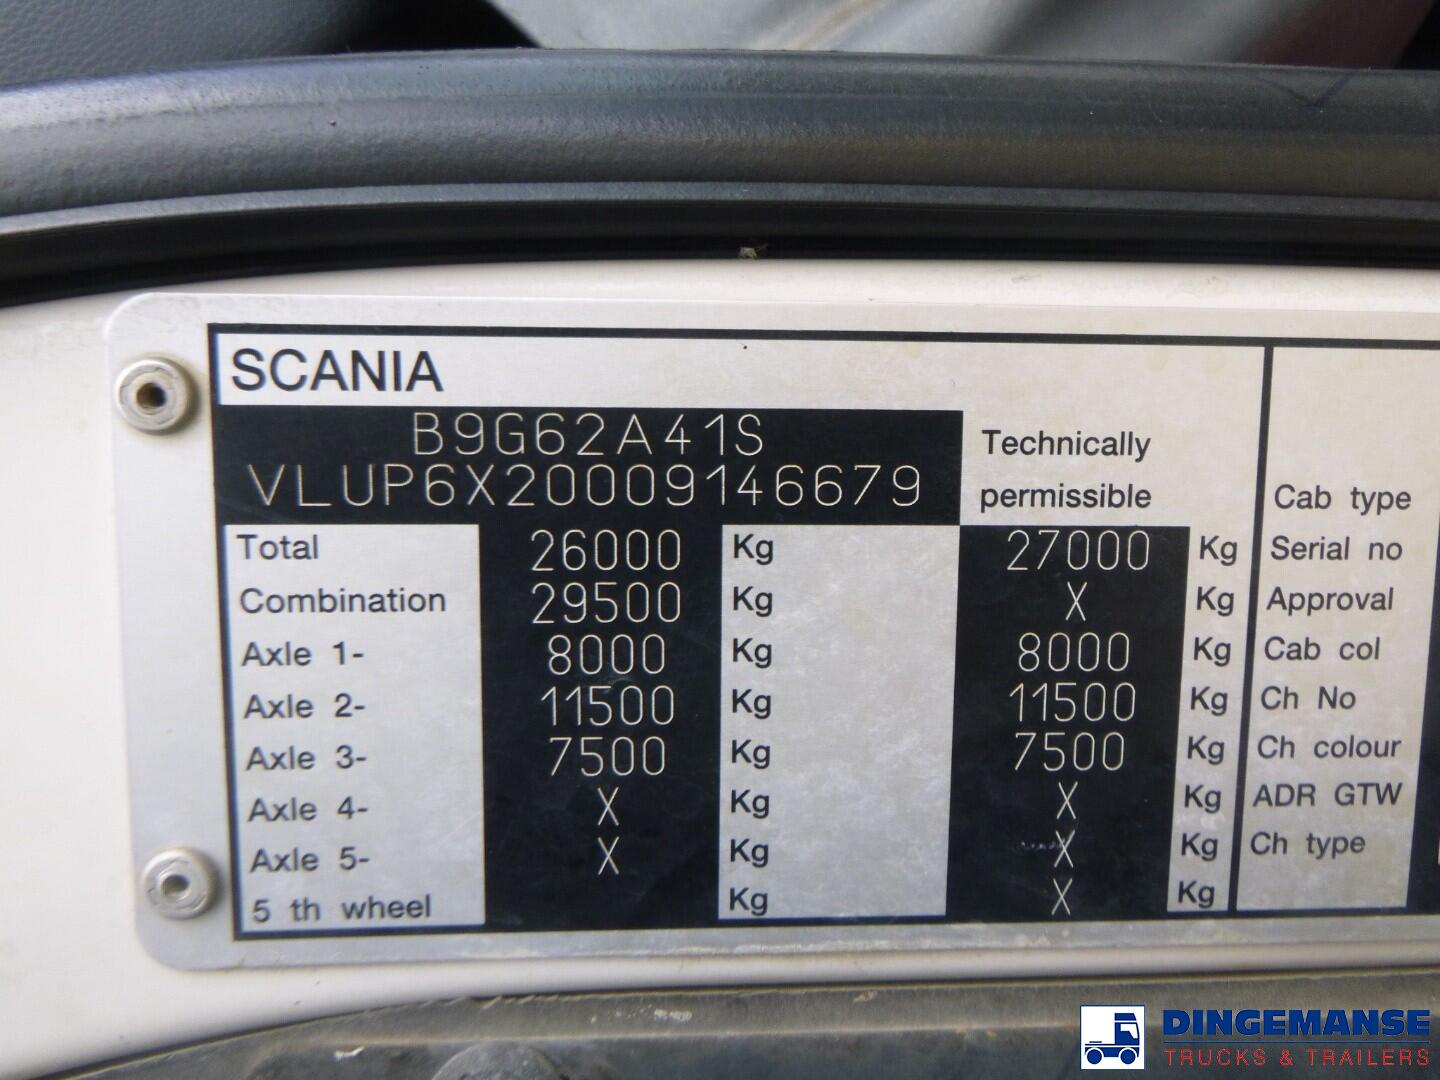 SCANIA
B9G62A41S
VLUP6X20009146679
Technically
permissible
Total 26000 Kg 27000 Kg
Combination 29500 Kg X Kg
Axle 1- 8000 Kg 8000 Kg
Axle 2- 11500 Kg 11500 Kg
Axle 3- 7500 Kg 7500 Kg
Axle 4- X Kg X Kg
Axle 5- X Kg X Kg
5 th wheel Kg X Kg
Cab type
Serial no
Approval
Cab col
Ch No
Ch colour
ADR GTW
Ch type
DINGEMANSE
TRUCKS & TRAILERS